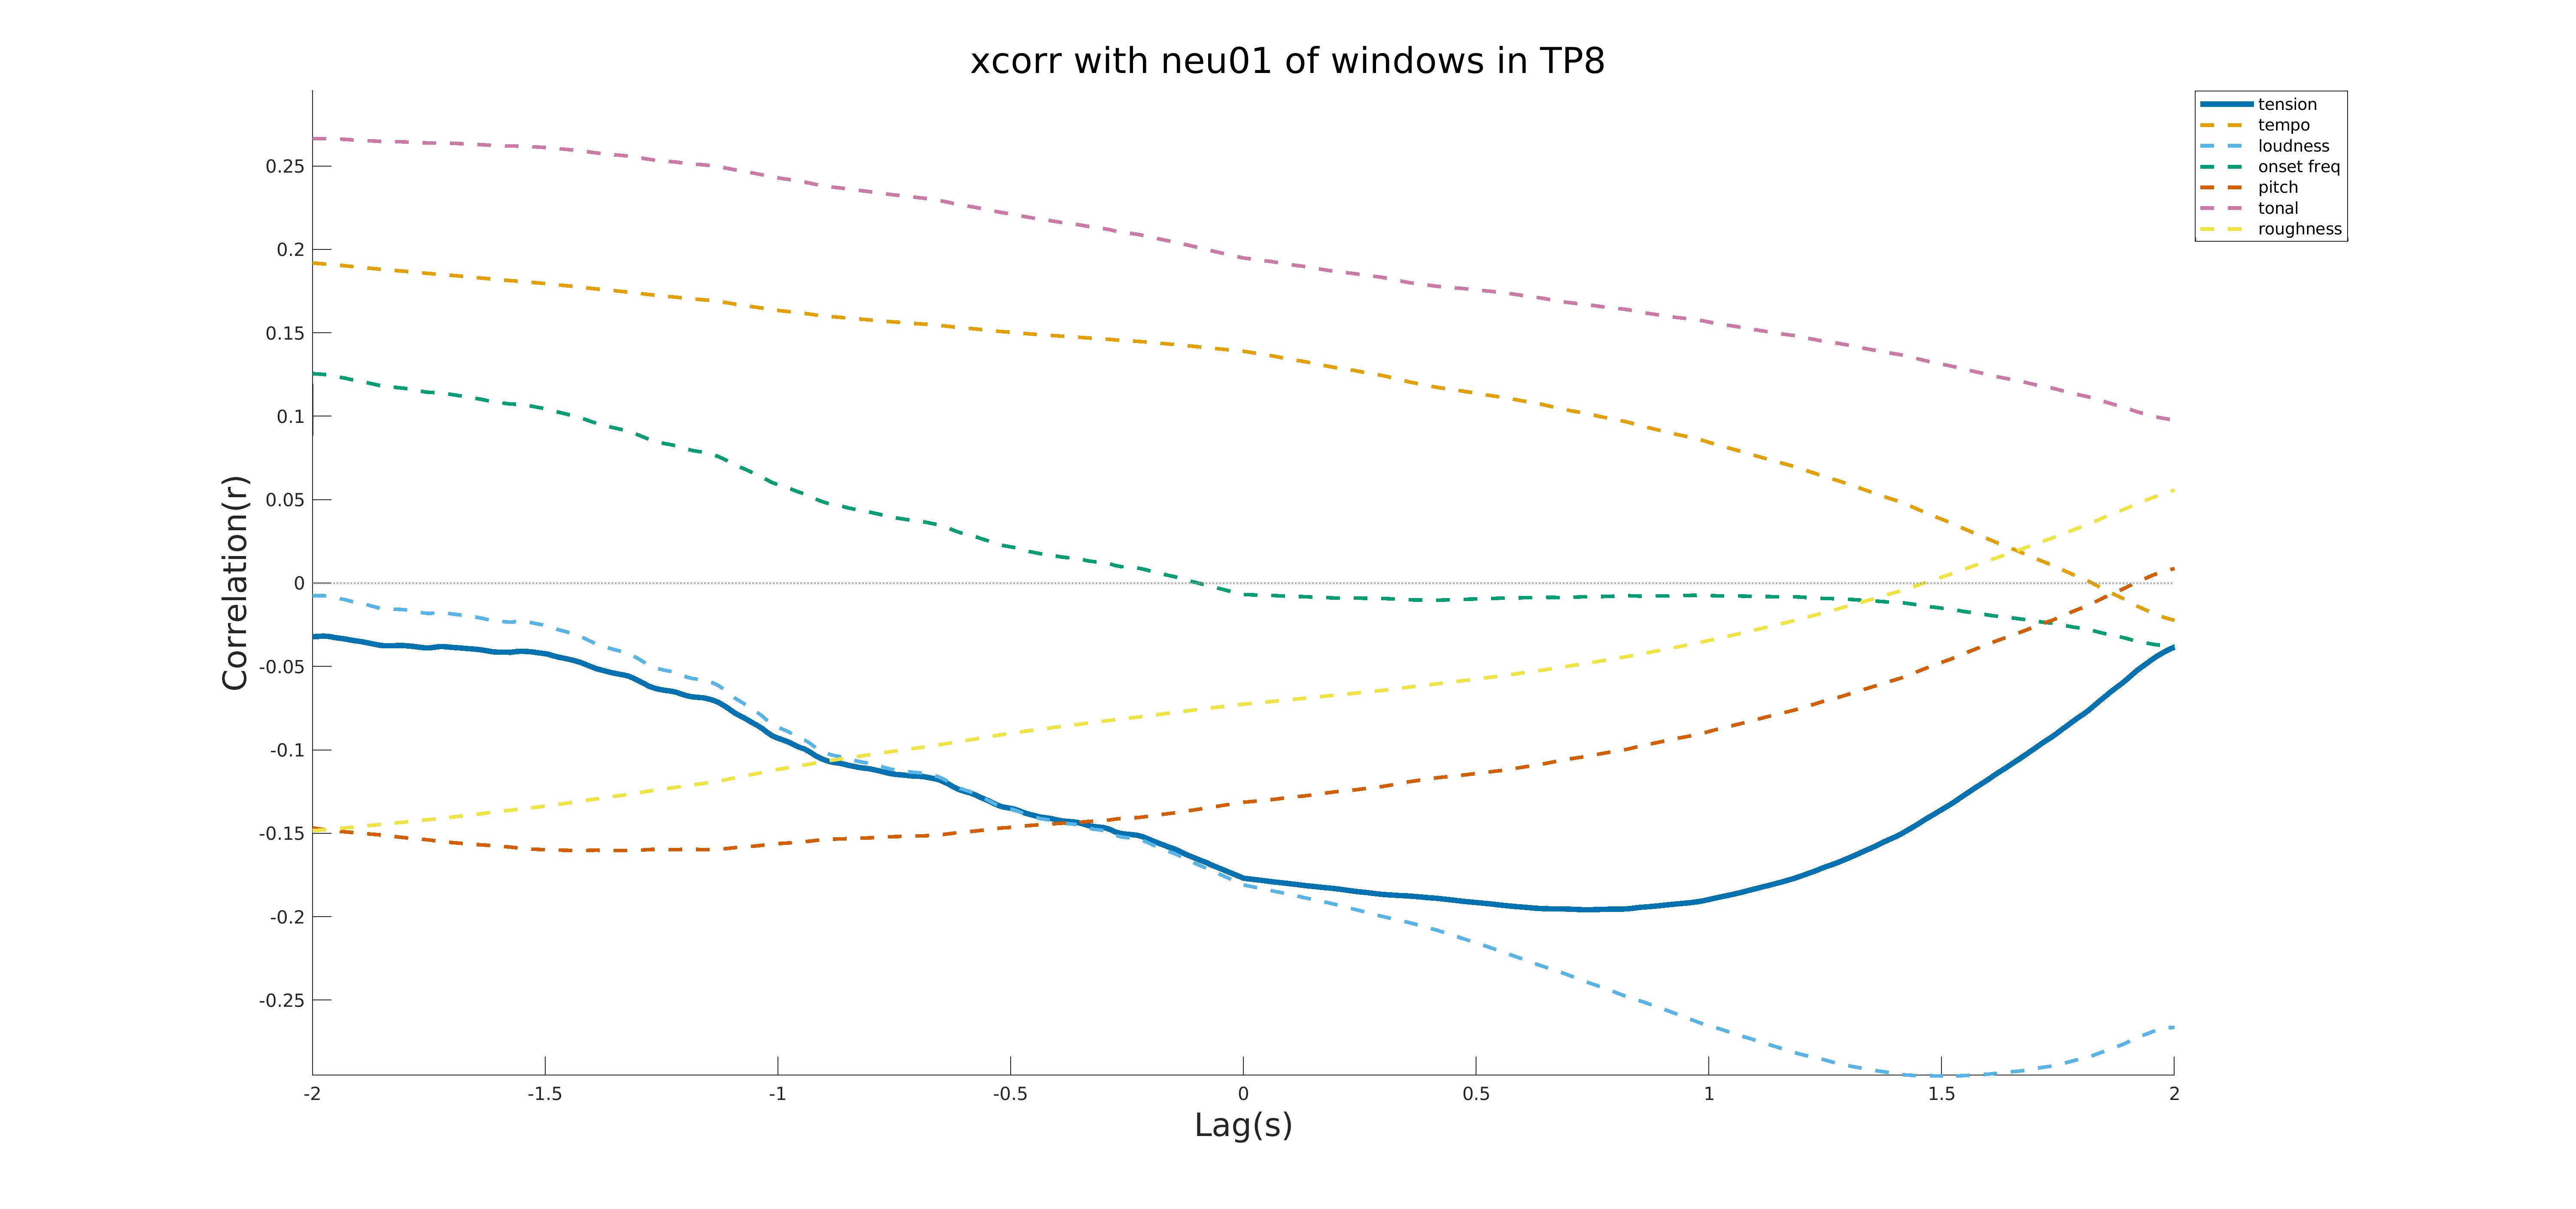 xcorr with neu01 of windows in TP8
tension
tempo
loudness
onset freq
pitch
tonal
roughness
Correlation(r)
0.25
0.2
0.15
0.1
0.05
0
-0.05
-0.1
-0.15
-0.2
-0.25
-2 -1.5 -1 -0.5 0 0.5 1 1.5 2
Lag(s)